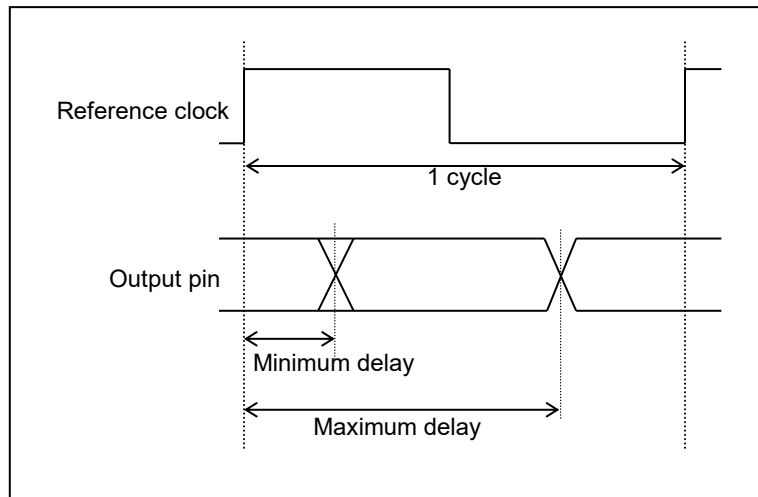 Reference clock
1 cycle
Output pin
Minimum delay
Maximum delay